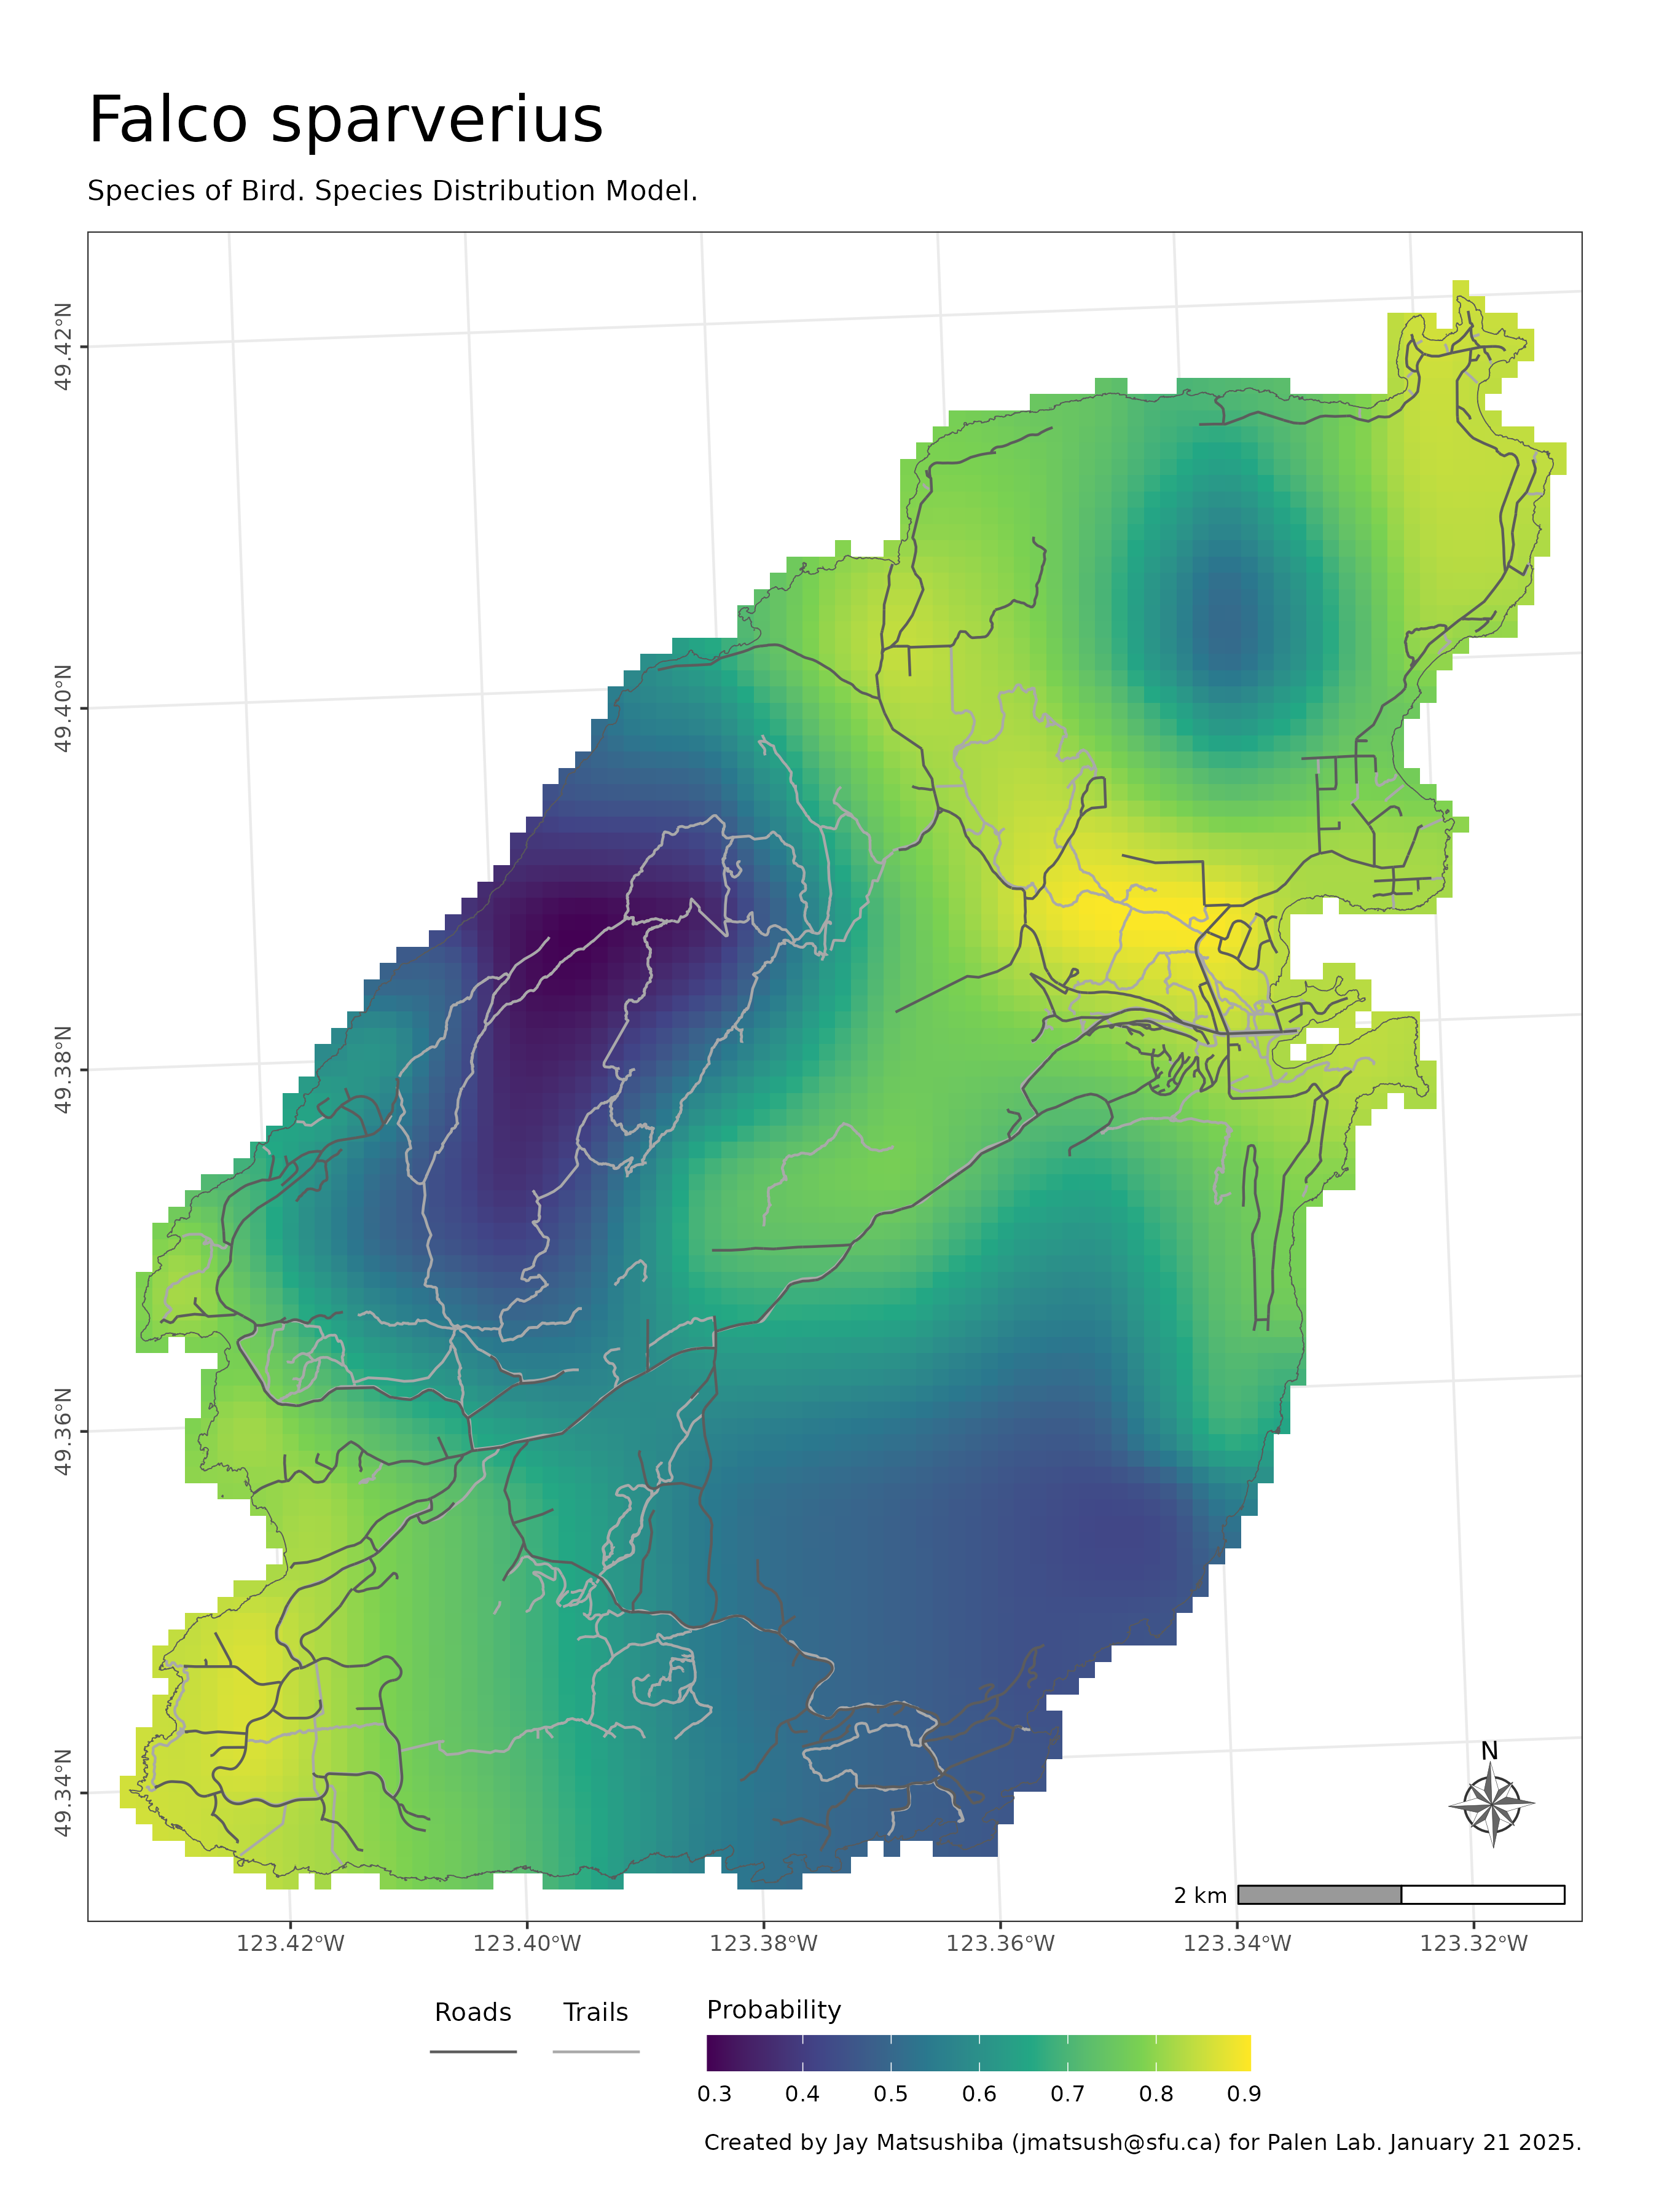 Falco sparverius
Species of Bird. Species Distribution Model.
49.42°N
49.40°N
49.38°N
49.36°N
49.34°N
N
2 km
123.42°W 123.40°W 123.38°W 123.36°W 123.34°W 123.32°W
Roads Trails Probability
0.3 0.4 0.5 0.6 0.7 0.8 0.9
Created by Jay Matsushiba (jmatsush@sfu.ca) for Palen Lab. January 21 2025.